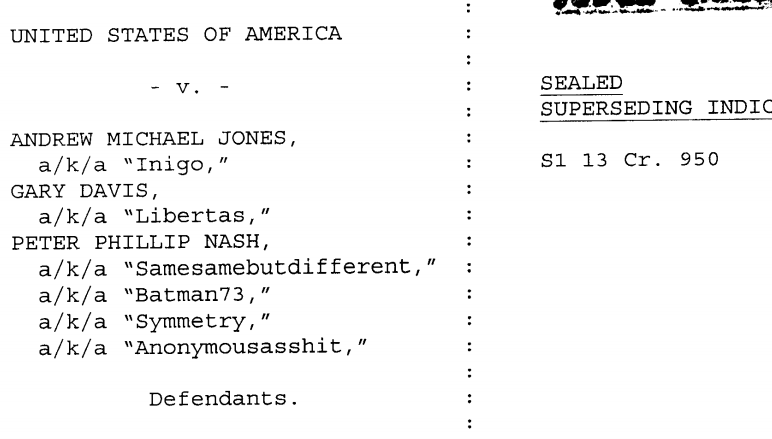 UNITED STATES OF AMERICA
- v. -
ANDREW MICHAEL JONES,
a/k/a "Inigo,"
GARY DAVIS,
a/k/a "Libertas,"
PETER PHILLIP NASH,
a/k/a "Samesamebutdifferent,"
a/k/a "Batman73,"
a/k/a "Symmetry,"
a/k/a "Anonymousasshit,"
Defendants.
SEALED
SUPERSEDING INDIC
S1 13 Cr. 950